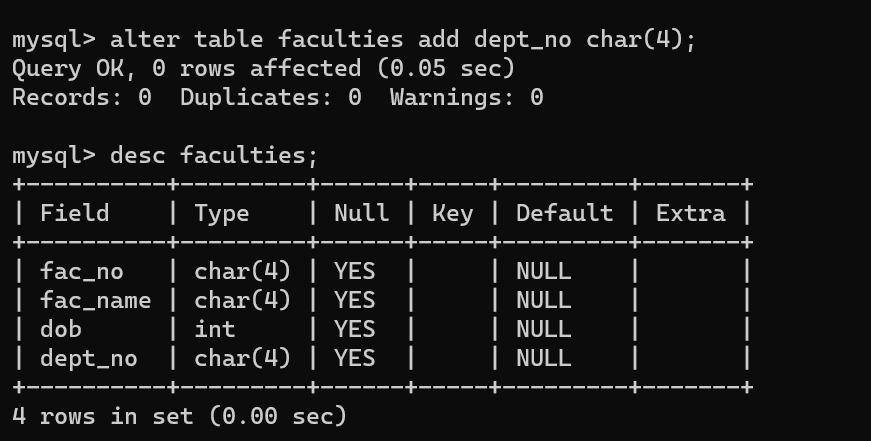 mysql> alter table faculties add dept_no char(4);
Query OK, 0 rows affected (0.05 sec)
Records: 0  Duplicates: 0  Warnings: 0

mysql> desc faculties;
+----------+---------+------+-----+---------+-------+
| Field    | Type    | Null | Key | Default | Extra |
+----------+---------+------+-----+---------+-------+
| fac_no   | char(4) | YES  |     | NULL    |       |
| fac_name | char(4) | YES  |     | NULL    |       |
| dob      | int     | YES  |     | NULL    |       |
| dept_no  | char(4) | YES  |     | NULL    |       |
+----------+---------+------+-----+---------+-------+
4 rows in set (0.00 sec)